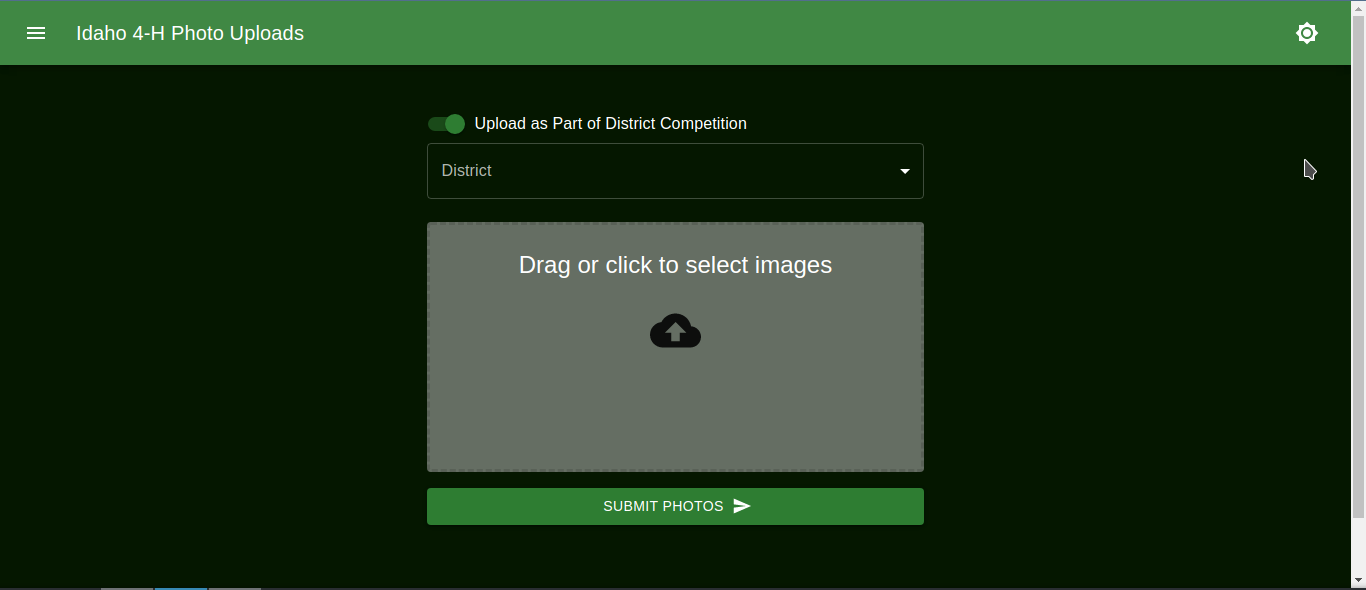 Idaho 4-H Photo Uploads
Upload as Part of District Competition
District
Drag or click to select images
SUBMIT PHOTOS